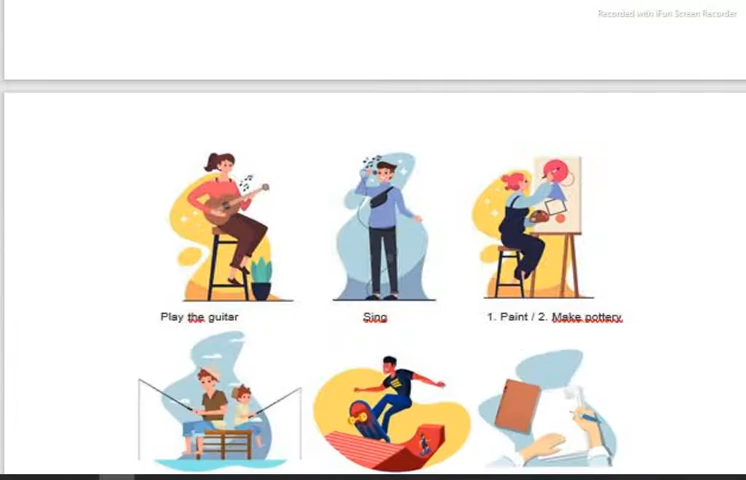 Recorded with iFun Screen Recorder
Play the guitar
Sing
1. Paint / 2. Make pottery